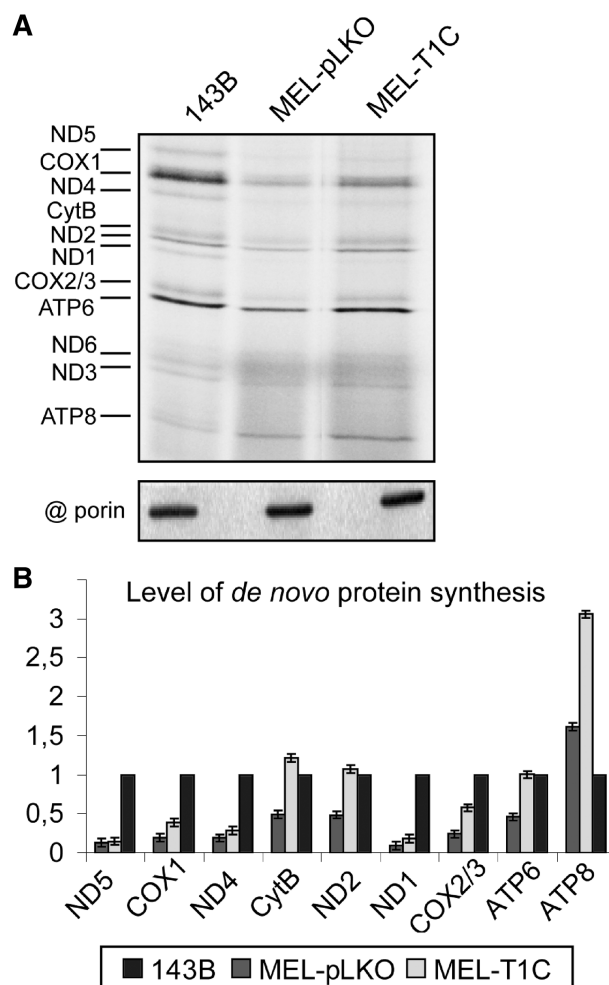 A
143B
MEL-pLKO
MEL-T1C
ND5
COX1
ND4
CytB
ND2
ND1
COX2/3
ATP6
ND6
ND3
ATP8
@ porin
B
Level of de novo protein synthesis
3
2,5
2
1,5
1
0,5
0
ND5
COX1
ND4
CytB
ND2
ND1
COX2/3
ATP6
ATP8
143B MEL-pLKO MEL-T1C